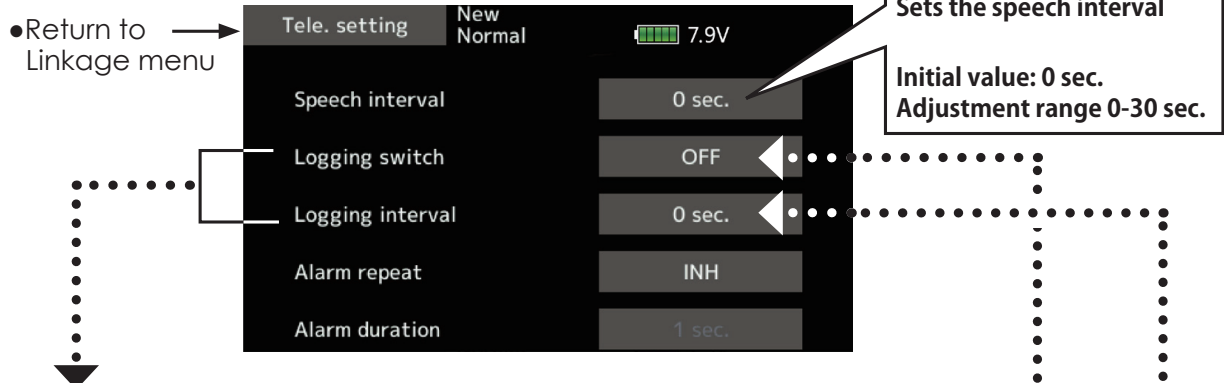 ●Return to
Linkage menu
Tele. setting
New
Normal
7.9V
Sets the speech interval
Initial value: 0 sec.
Adjustment range 0-30 sec.
Speech interval
0 sec.
Logging switch
OFF
Logging interval
0 sec.
Alarm repeat
INH
Alarm duration
1 sec.